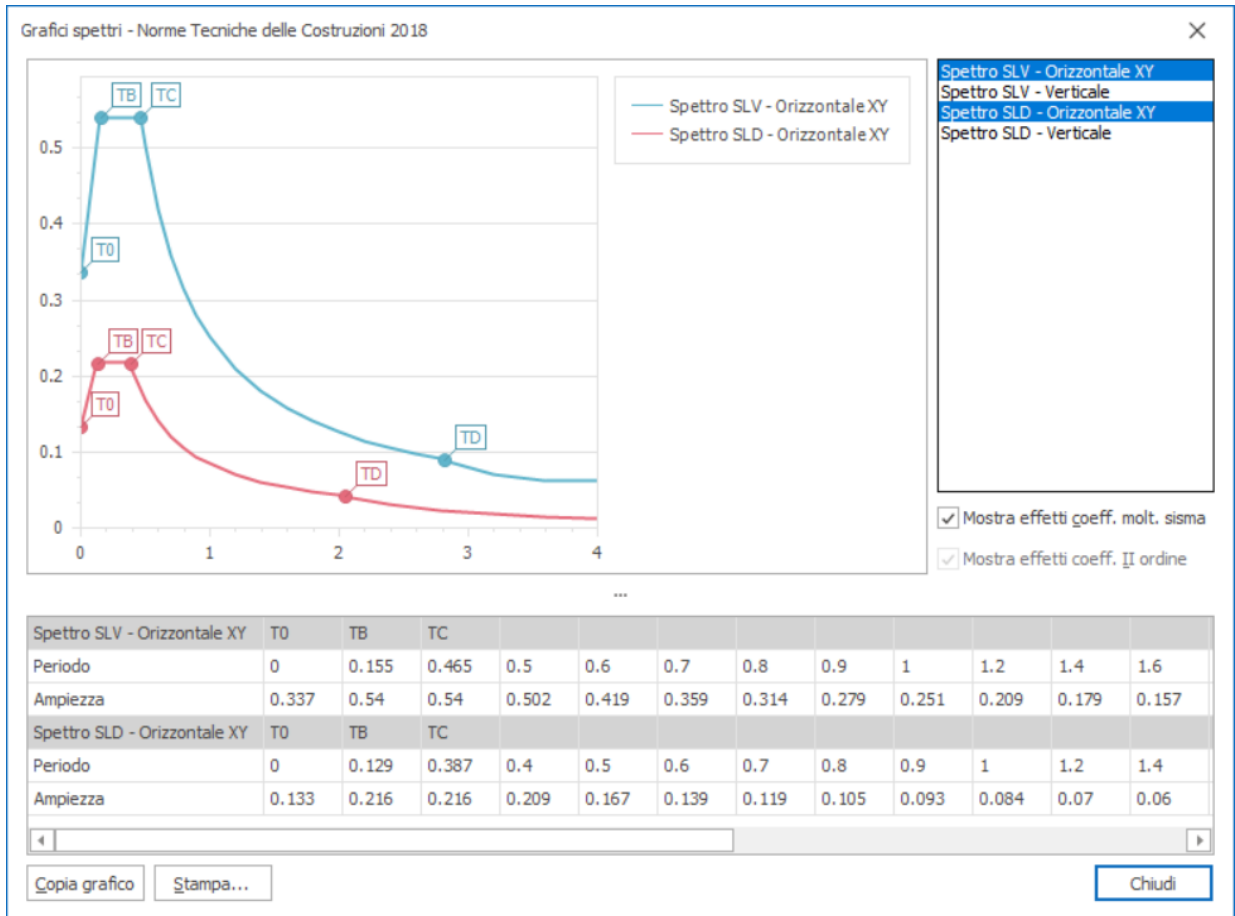 Grafici spettri - Norme Tecniche delle Costruzioni 2018
TB TC
0.5
0.4
T0
0.3
TB TC
0.2
T0
0.1
TD
TD
0
0 1 2 3 4
Spettro SLV - Orizzontale XY
Spettro SLD - Orizzontale XY
Spettro SLV - Orizzontale XY
Spettro SLV - Verticale
Spettro SLD - Orizzontale XY
Spettro SLD - Verticale
Mostra effetti coeff. molt. sisma
Mostra effetti coeff. II ordine
...
Spettro SLV - Orizzontale XY T0 TB TC
Periodo 0 0.155 0.465 0.5 0.6 0.7 0.8 0.9 1 1.2 1.4 1.6
Ampiezza 0.337 0.54 0.54 0.502 0.419 0.359 0.314 0.279 0.251 0.209 0.179 0.157
Spettro SLD - Orizzontale XY T0 TB TC
Periodo 0 0.129 0.387 0.4 0.5 0.6 0.7 0.8 0.9 1 1.2 1.4
Ampiezza 0.133 0.216 0.216 0.209 0.167 0.139 0.119 0.105 0.093 0.084 0.07 0.06
Copia grafico Stampa... Chiudi